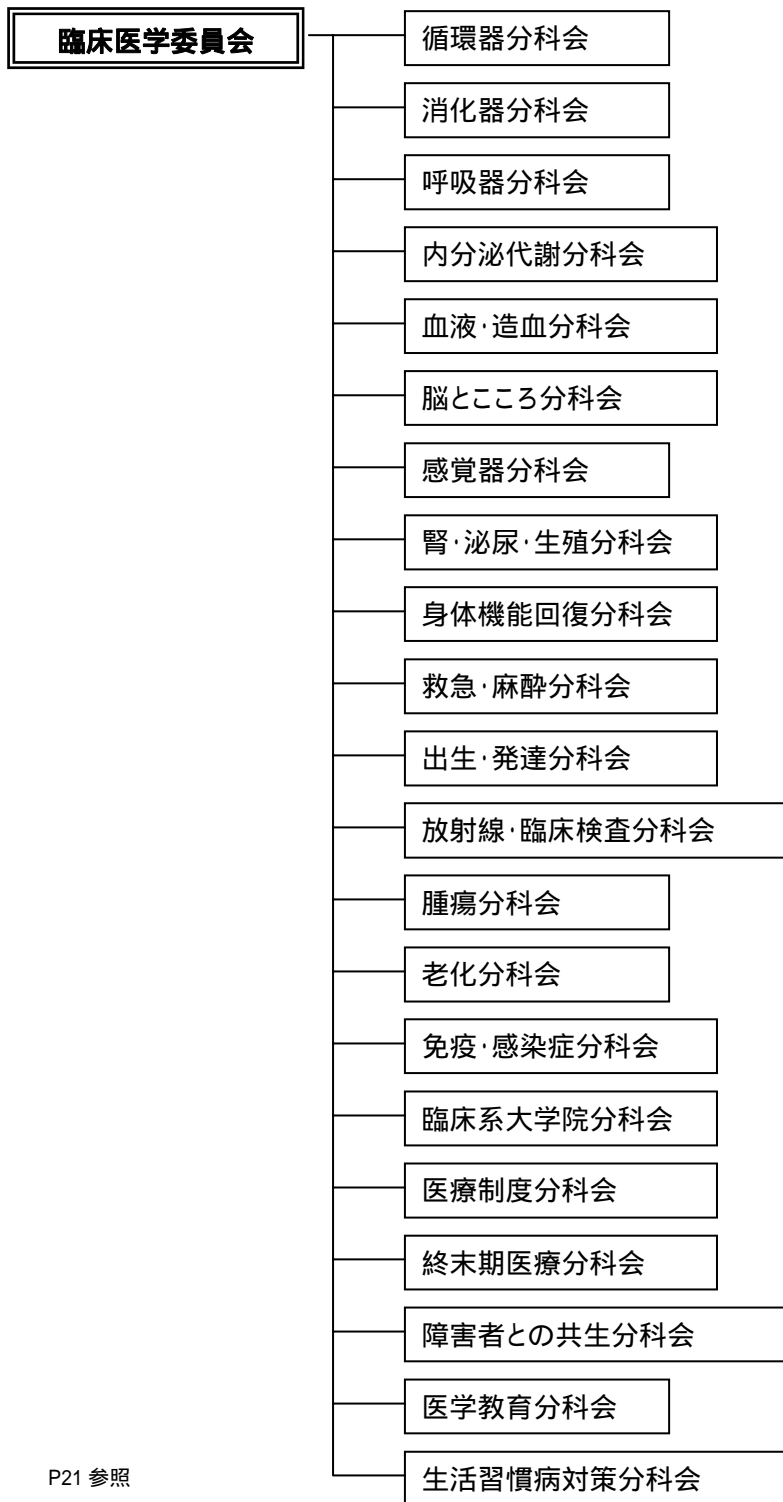 臨床医学委員会
循環器分科会
消化器分科会
呼吸器分科会
内分泌代謝分科会
血液・造血分科会
脳とこころ分科会
感覚器分科会
腎・泌尿・生殖分科会
身体機能回復分科会
救急・麻酔分科会
出生・発達分科会
放射線・臨床検査分科会
腫瘍分科会
老化分科会
免疫・感染症分科会
臨床系大学院分科会
医療制度分科会
終末期医療分科会
障害者との共生分科会
医学教育分科会
生活習慣病対策分科会
P21 参照